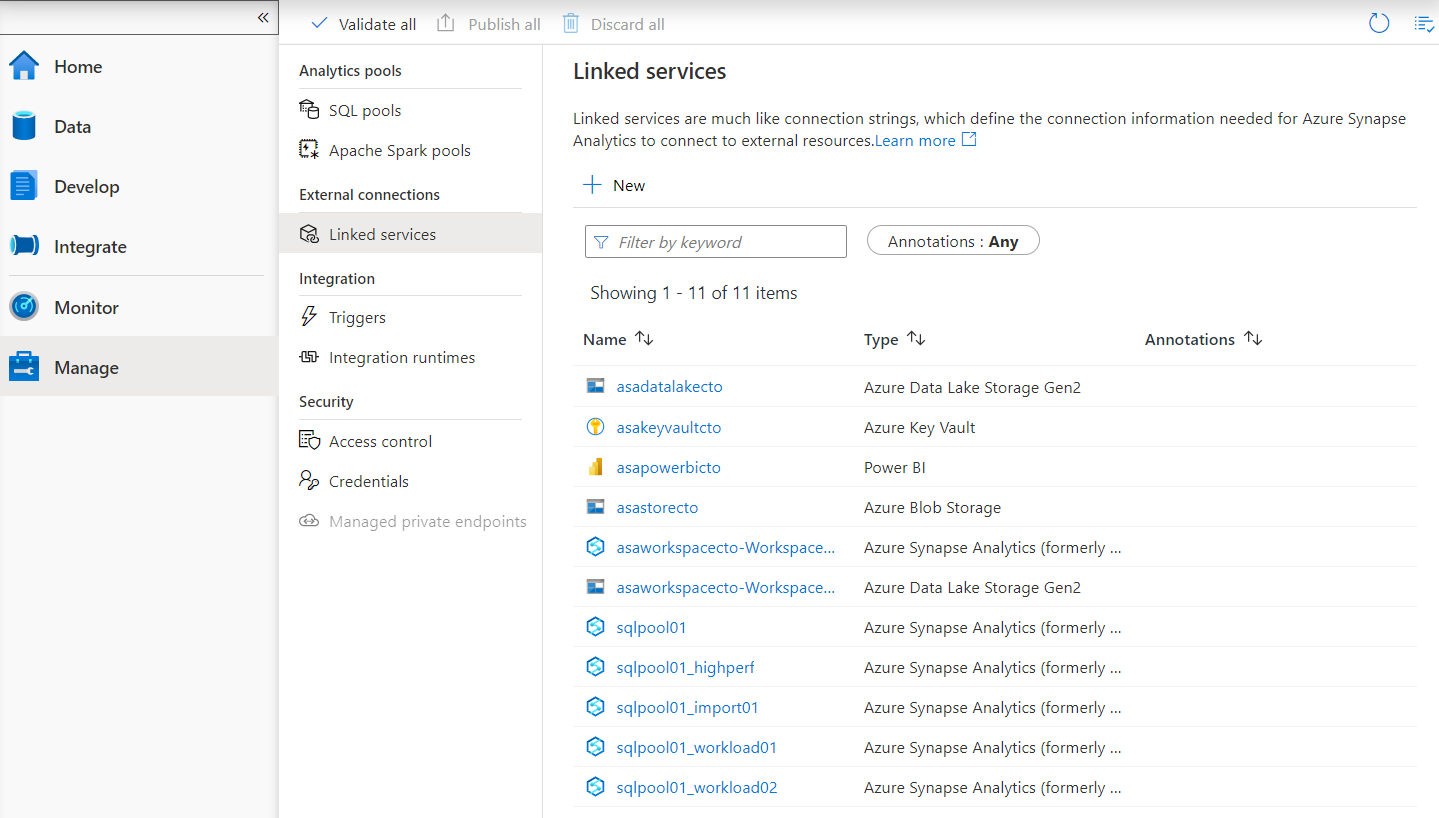 «
Home
Data
Develop
Integrate
Monitor
Manage
Validate all Publish all Discard all
Analytics pools
SQL pools
Apache Spark pools
External connections
Linked services
Integration
Triggers
Integration runtimes
Security
Access control
Credentials
Managed private endpoints
Linked services
Linked services are much like connection strings, which define the connection information needed for Azure Synapse
Analytics to connect to external resources.Learn more
New
Filter by keyword Annotations : Any
Showing 1 - 11 of 11 items
Name Type Annotations
asadatalakecto Azure Data Lake Storage Gen2
asakeyvaultcto Azure Key Vault
asapowerbicto Power BI
asastorecto Azure Blob Storage
asaworkspacecto-Workspace... Azure Synapse Analytics (formerly ...
asaworkspacecto-Workspace... Azure Data Lake Storage Gen2
sqlpool01 Azure Synapse Analytics (formerly ...
sqlpool01_highperf Azure Synapse Analytics (formerly ...
sqlpool01_import01 Azure Synapse Analytics (formerly ...
sqlpool01_workload01 Azure Synapse Analytics (formerly ...
sqlpool01_workload02 Azure Synapse Analytics (formerly ...